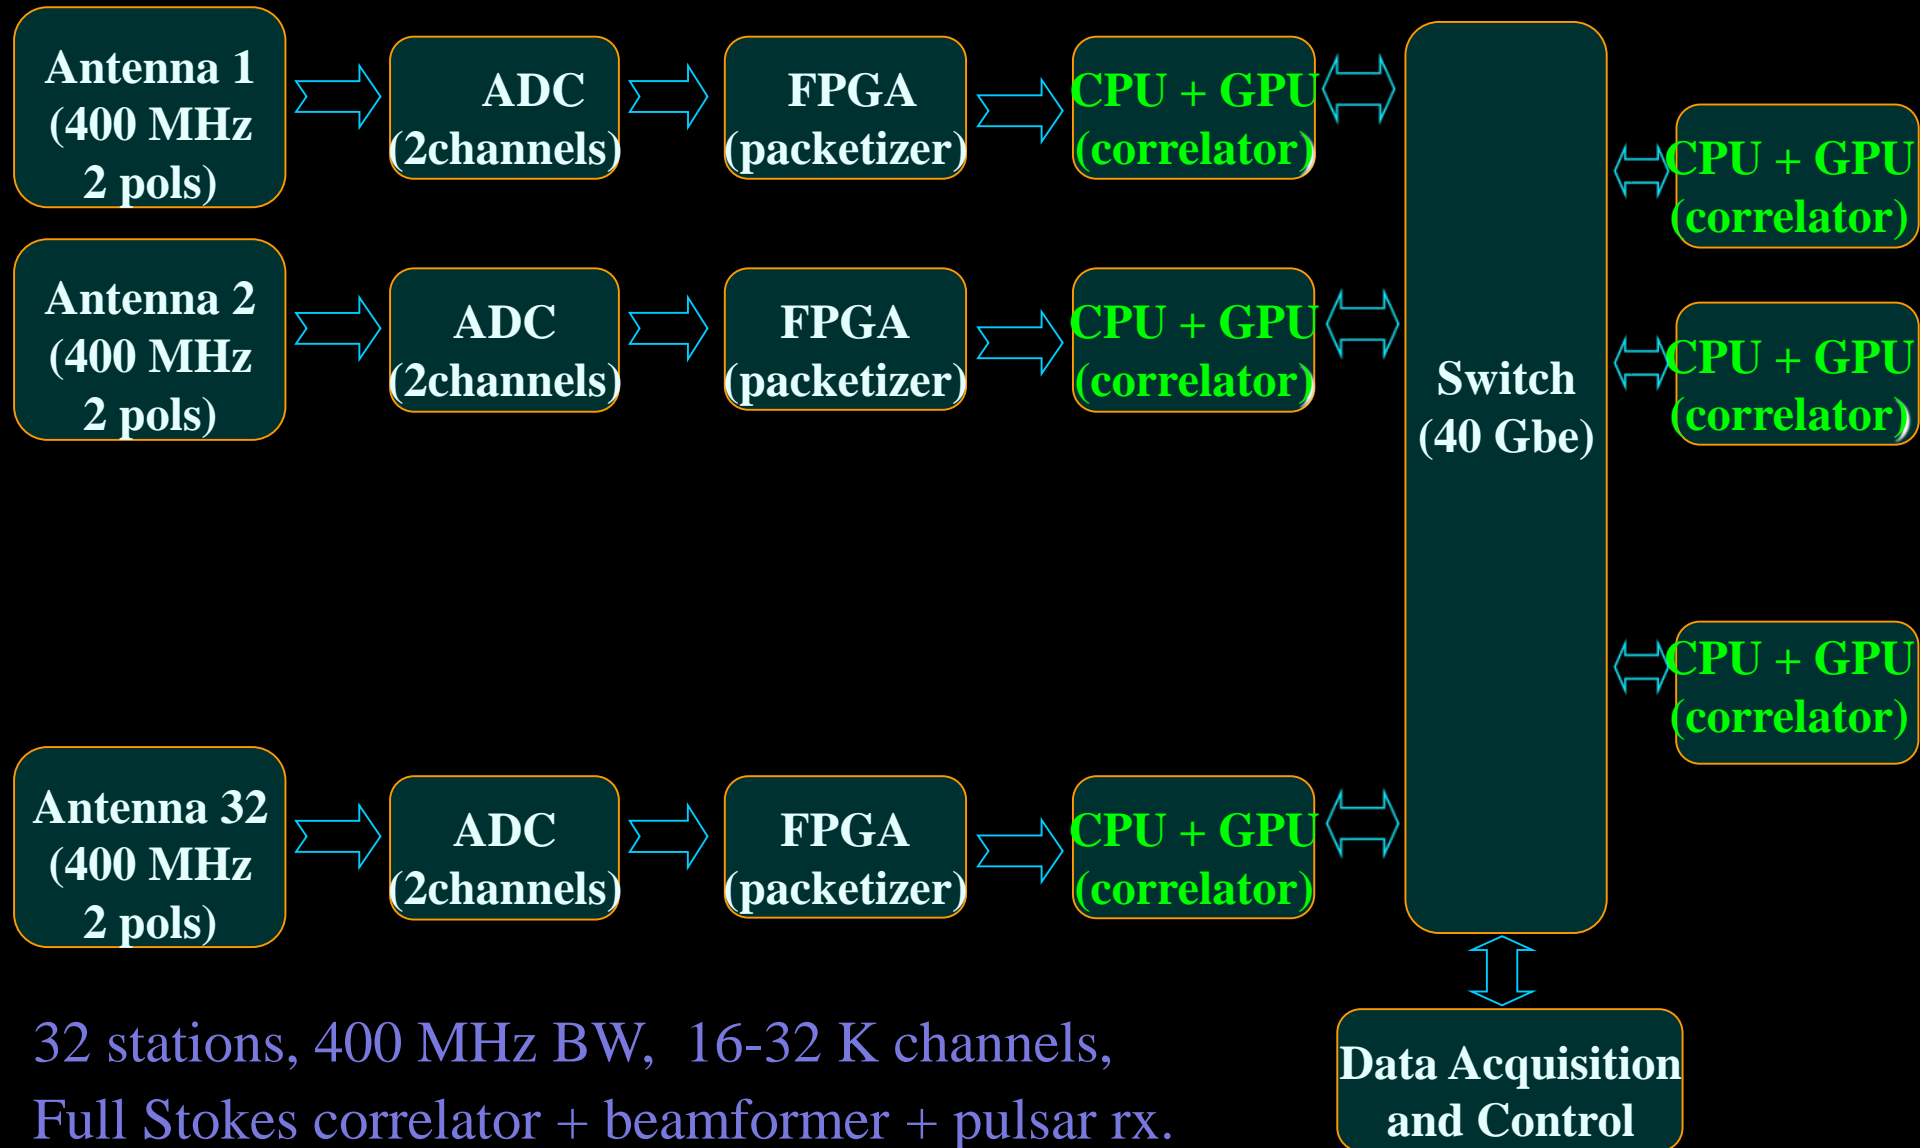 Antenna 1
(400 MHz
2 pols)
ADC
(2channels)
FPGA
(packetizer)
CPU + GPU
(correlator)
Antenna 2
(400 MHz
2 pols)
ADC
(2channels)
FPGA
(packetizer)
CPU + GPU
(correlator)
Antenna 32
(400 MHz
2 pols)
ADC
(2channels)
FPGA
(packetizer)
CPU + GPU
(correlator)
Switch
(40 Gbe)
CPU + GPU
(correlator)
CPU + GPU
(correlator)
CPU + GPU
(correlator)
Data Acquisition
and Control
32 stations, 400 MHz BW, 16-32 K channels,
Full Stokes correlator + beamformer + pulsar rx.